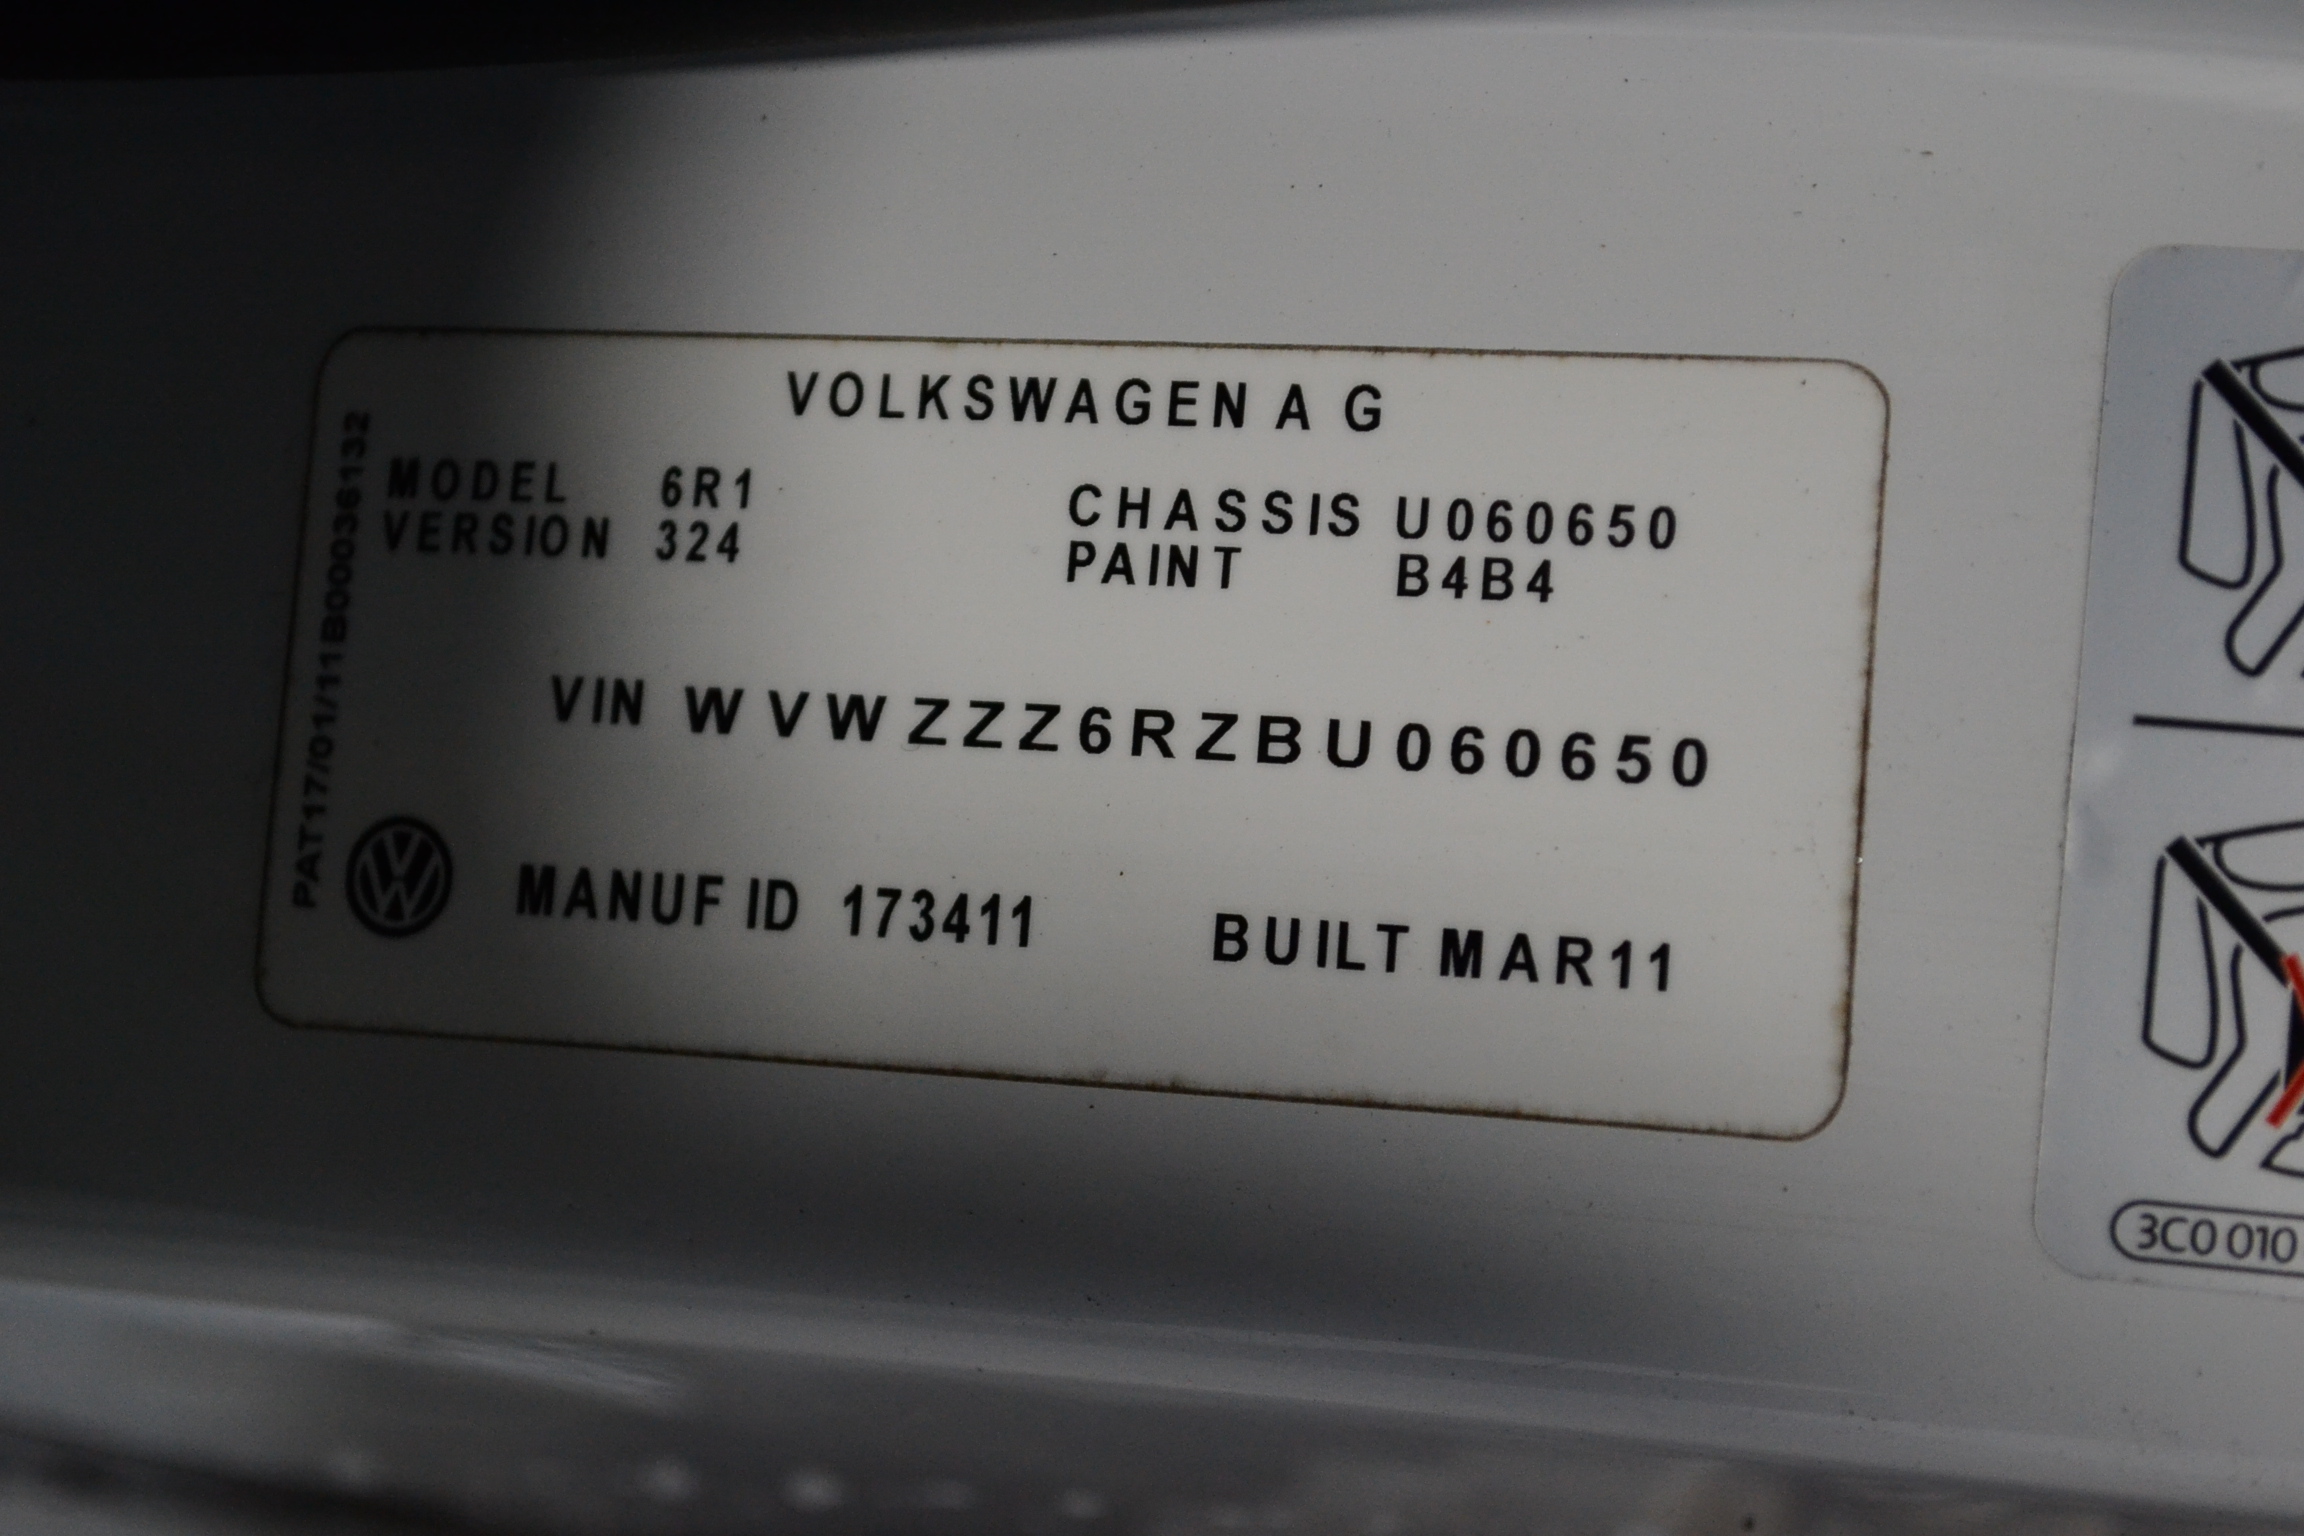 VOLKSWAGEN A G
MODEL 6R1
VERSION 324
CHASSIS U060650
PAINT B4B4
VIN WVWZZZ6RZBU060650
MANUF ID 173411
BUILT MAR11
PAT17/01/11B00036132
3C0 010